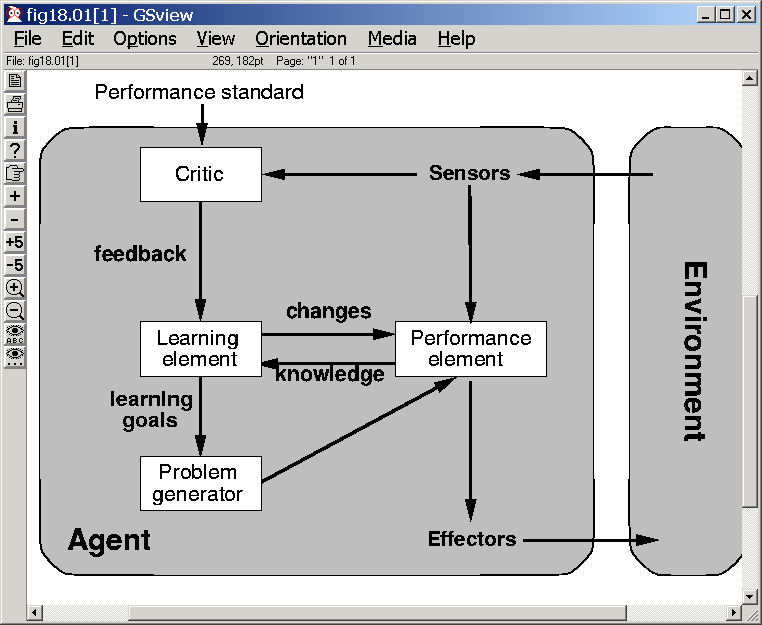 fig18.01[1] - GSview
File Edit Options View Orientation Media Help
File: fig18.01[1] 269, 182pt Page: "1" 1 of 1
i
?
+
-
+5
-5
ABC
Performance standard
Critic
Sensors
feedback
changes
Learning
element
Performance
element
knowledge
learning
goals
Problem
generator
Agent
Effectors
Environment